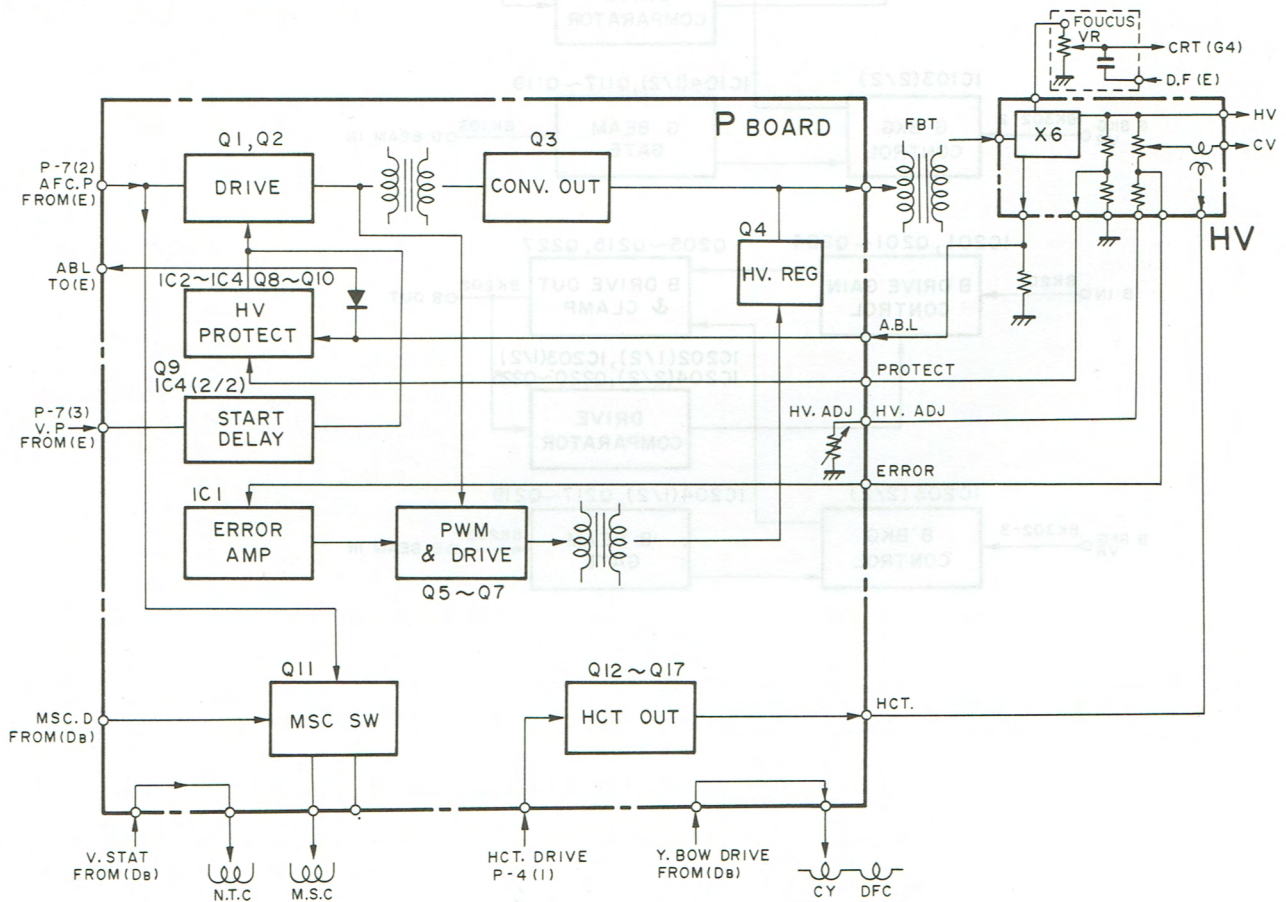 FOUCUS
VR
CRT (G4)
D.F (E)
P BOARD
FBT
X6
HV
CV
HV
Q1, Q2
DRIVE
Q3
CONV. OUT
P-7(2)
AFC.P
FROM(E)
Q4
HV. REG
ABL
TO(E)
IC2~IC4 Q8~Q10
HV
PROTECT
A.B.L
PROTECT
Q9
IC4(2/2)
START
DELAY
P-7(3)
V.P
FROM(E)
HV. ADJ
HV. ADJ
ERROR
IC1
ERROR
AMP
PWM
& DRIVE
Q5~Q7
Q11
MSC SW
MSC. D
FROM(DB)
Q12~Q17
HCT OUT
HCT.
V. STAT
FROM(DB)
N.T.C
M.S.C
HCT. DRIVE
P-4(1)
Y. BOW DRIVE
FROM(DB)
CY
DFC